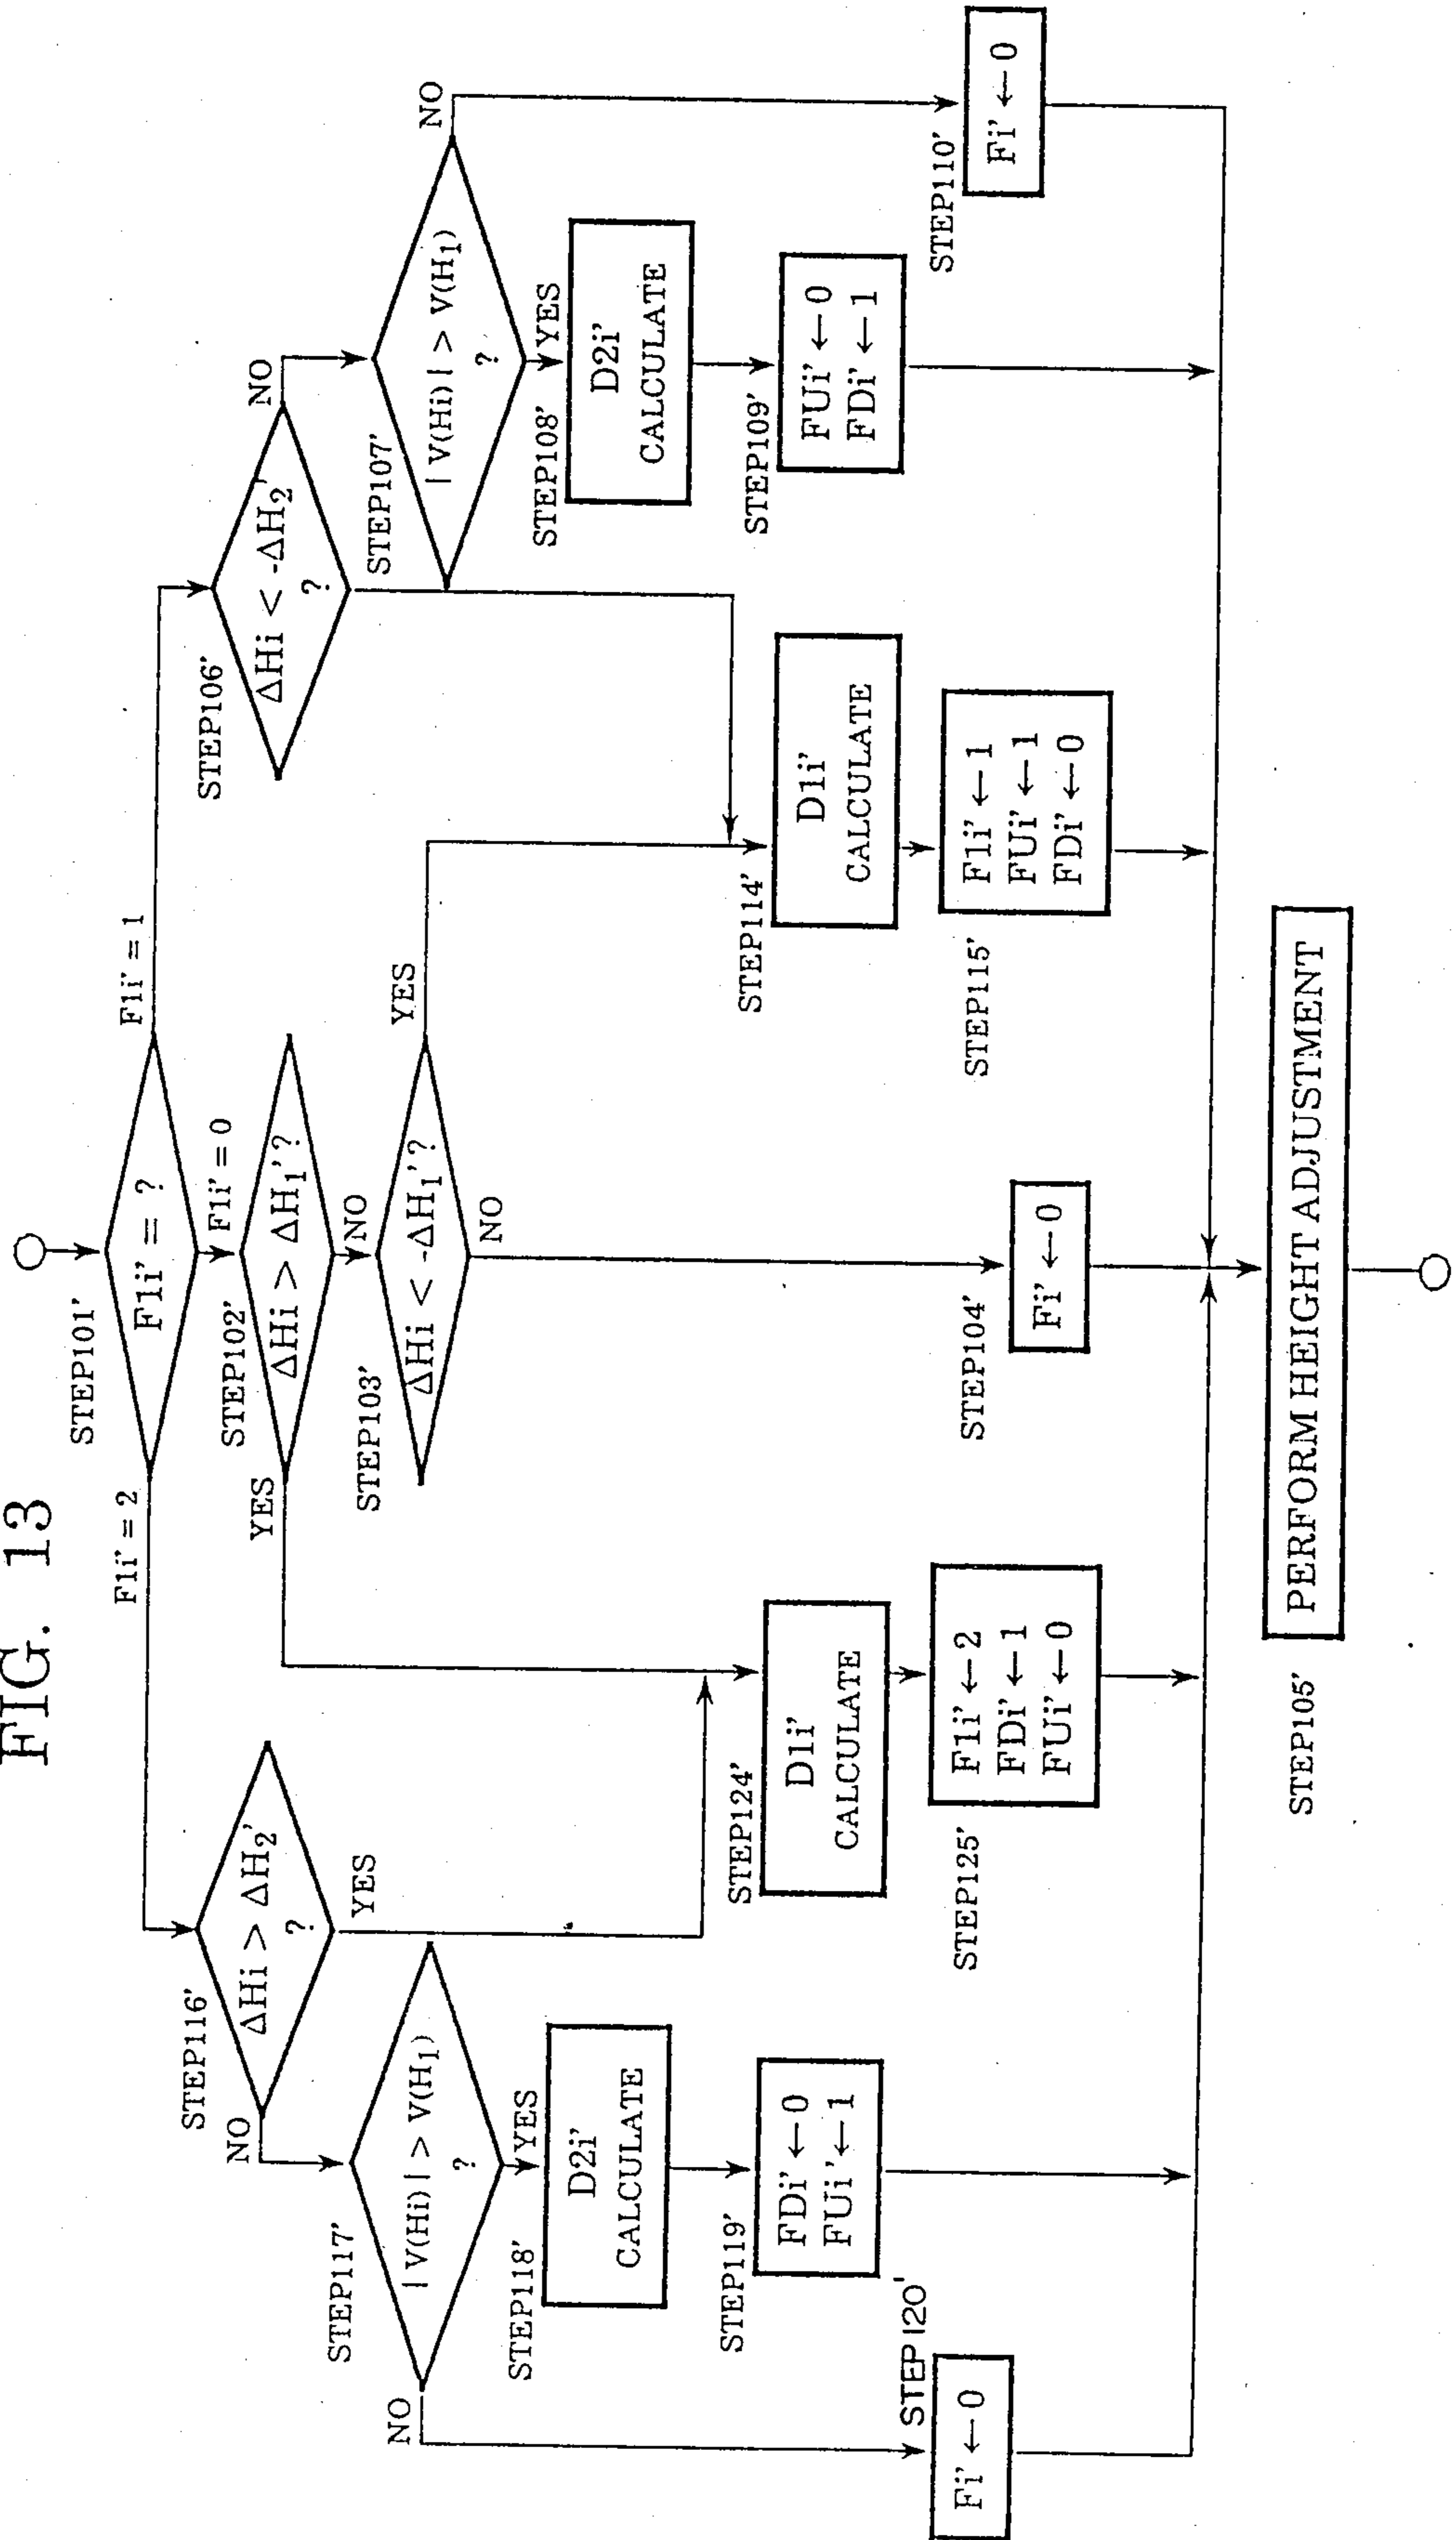 FIG. 13
STEP101'
F1i' = ?
F1i' = 2
F1i' = 0
F1i' = 1
STEP102'
ΔHi > ΔH1'?
YES
NO
STEP103'
ΔHi < -ΔH1'?
YES
NO
STEP104'
Fi' ← 0
STEP116'
ΔHi > ΔH2'
?
NO
YES
STEP117'
| V(Hi) | > V(H1)
?
NO
YES
STEP118'
D2i'
CALCULATE
STEP119'
FDi' ← 0
FUi' ← 1
STEP120'
Fi' ← 0
STEP124'
D1i'
CALCULATE
STEP125'
F1i' ← 2
FDi' ← 1
FUi' ← 0
STEP106'
ΔHi < -ΔH2'
?
NO
STEP107'
| V(Hi) | > V(H1)
?
NO
YES
STEP108'
D2i'
CALCULATE
STEP109'
FUi' ← 0
FDi' ← 1
STEP110'
Fi' ← 0
STEP114'
D1i'
CALCULATE
STEP115'
F1i' ← 1
FUi' ← 1
FDi' ← 0
STEP105'
PERFORM HEIGHT ADJUSTMENT